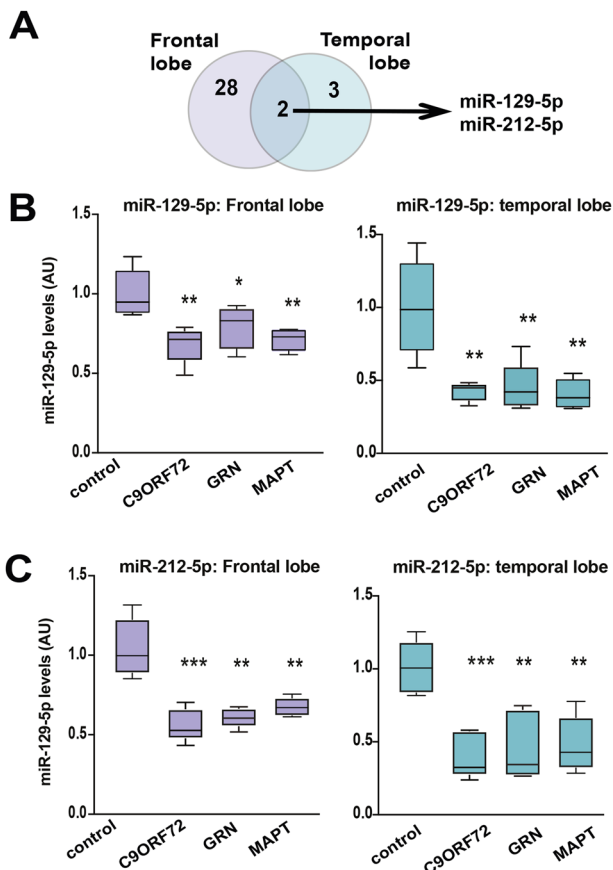 A
Frontal
lobe
Temporal
lobe
28
2
3
miR-129-5p
miR-212-5p
B
miR-129-5p: Frontal lobe
miR-129-5p levels (AU)
1.5
1.0
0.5
0.0
**
*
**
control
C9ORF72
GRN
MAPT
miR-129-5p: temporal lobe
1.5
1.0
0.5
0.0
**
**
**
control
C9ORF72
GRN
MAPT
C
miR-212-5p: Frontal lobe
miR-129-5p levels (AU)
1.5
1.0
0.5
0.0
***
**
**
control
C9ORF72
GRN
MAPT
miR-212-5p: temporal lobe
1.5
1.0
0.5
0.0
***
**
**
control
C9ORF72
GRN
MAPT